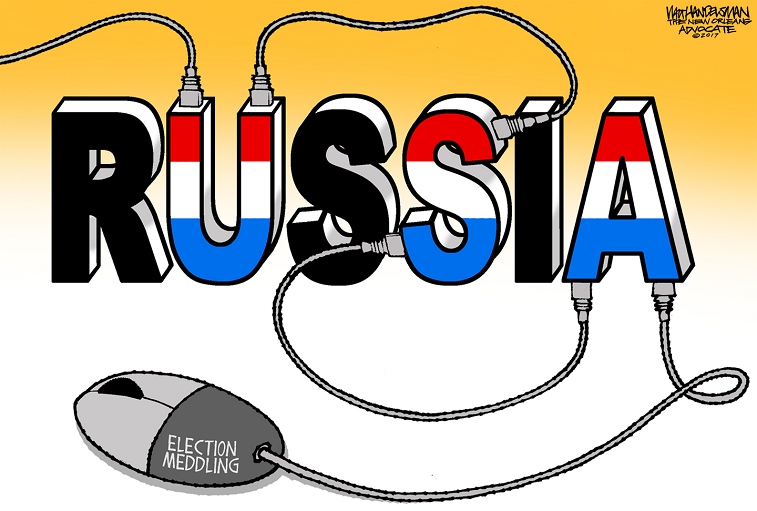 WALT HANDELSMAN
THE NEW ORLEANS
ADVOCATE
©2017
RUSSIA
ELECTION
MEDDLING